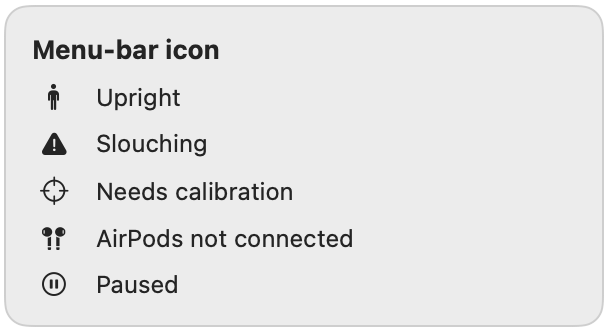 Menu-bar icon
Upright
Slouching
Needs calibration
AirPods not connected
Paused